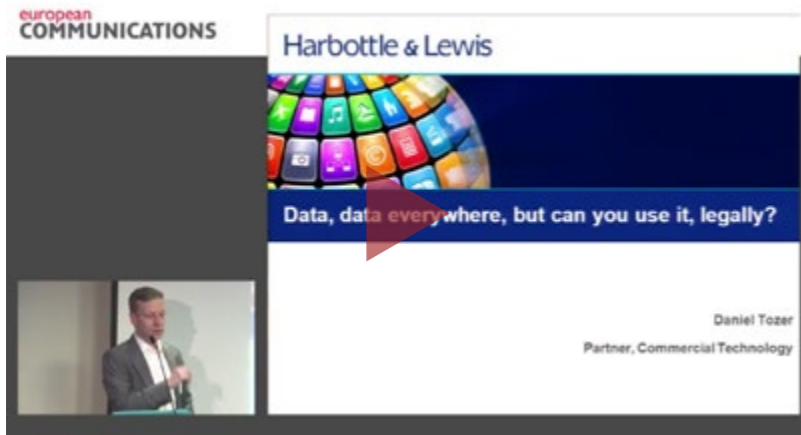 european
COMMUNICATIONS
Harbottle & Lewis
Data, data everywhere, but can you use it, legally?
Daniel Tozer
Partner, Commercial Technology